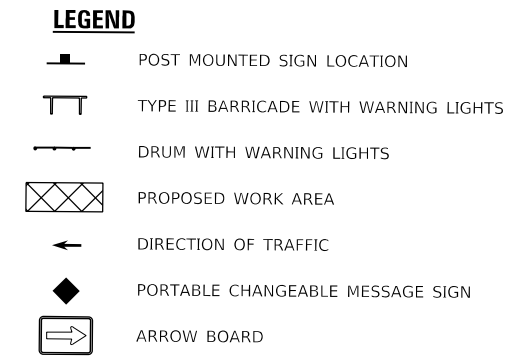 LEGEND
POST MOUNTED SIGN LOCATION
TYPE III BARRICADE WITH WARNING LIGHTS
DRUM WITH WARNING LIGHTS
PROPOSED WORK AREA
DIRECTION OF TRAFFIC
PORTABLE CHANGEABLE MESSAGE SIGN
ARROW BOARD